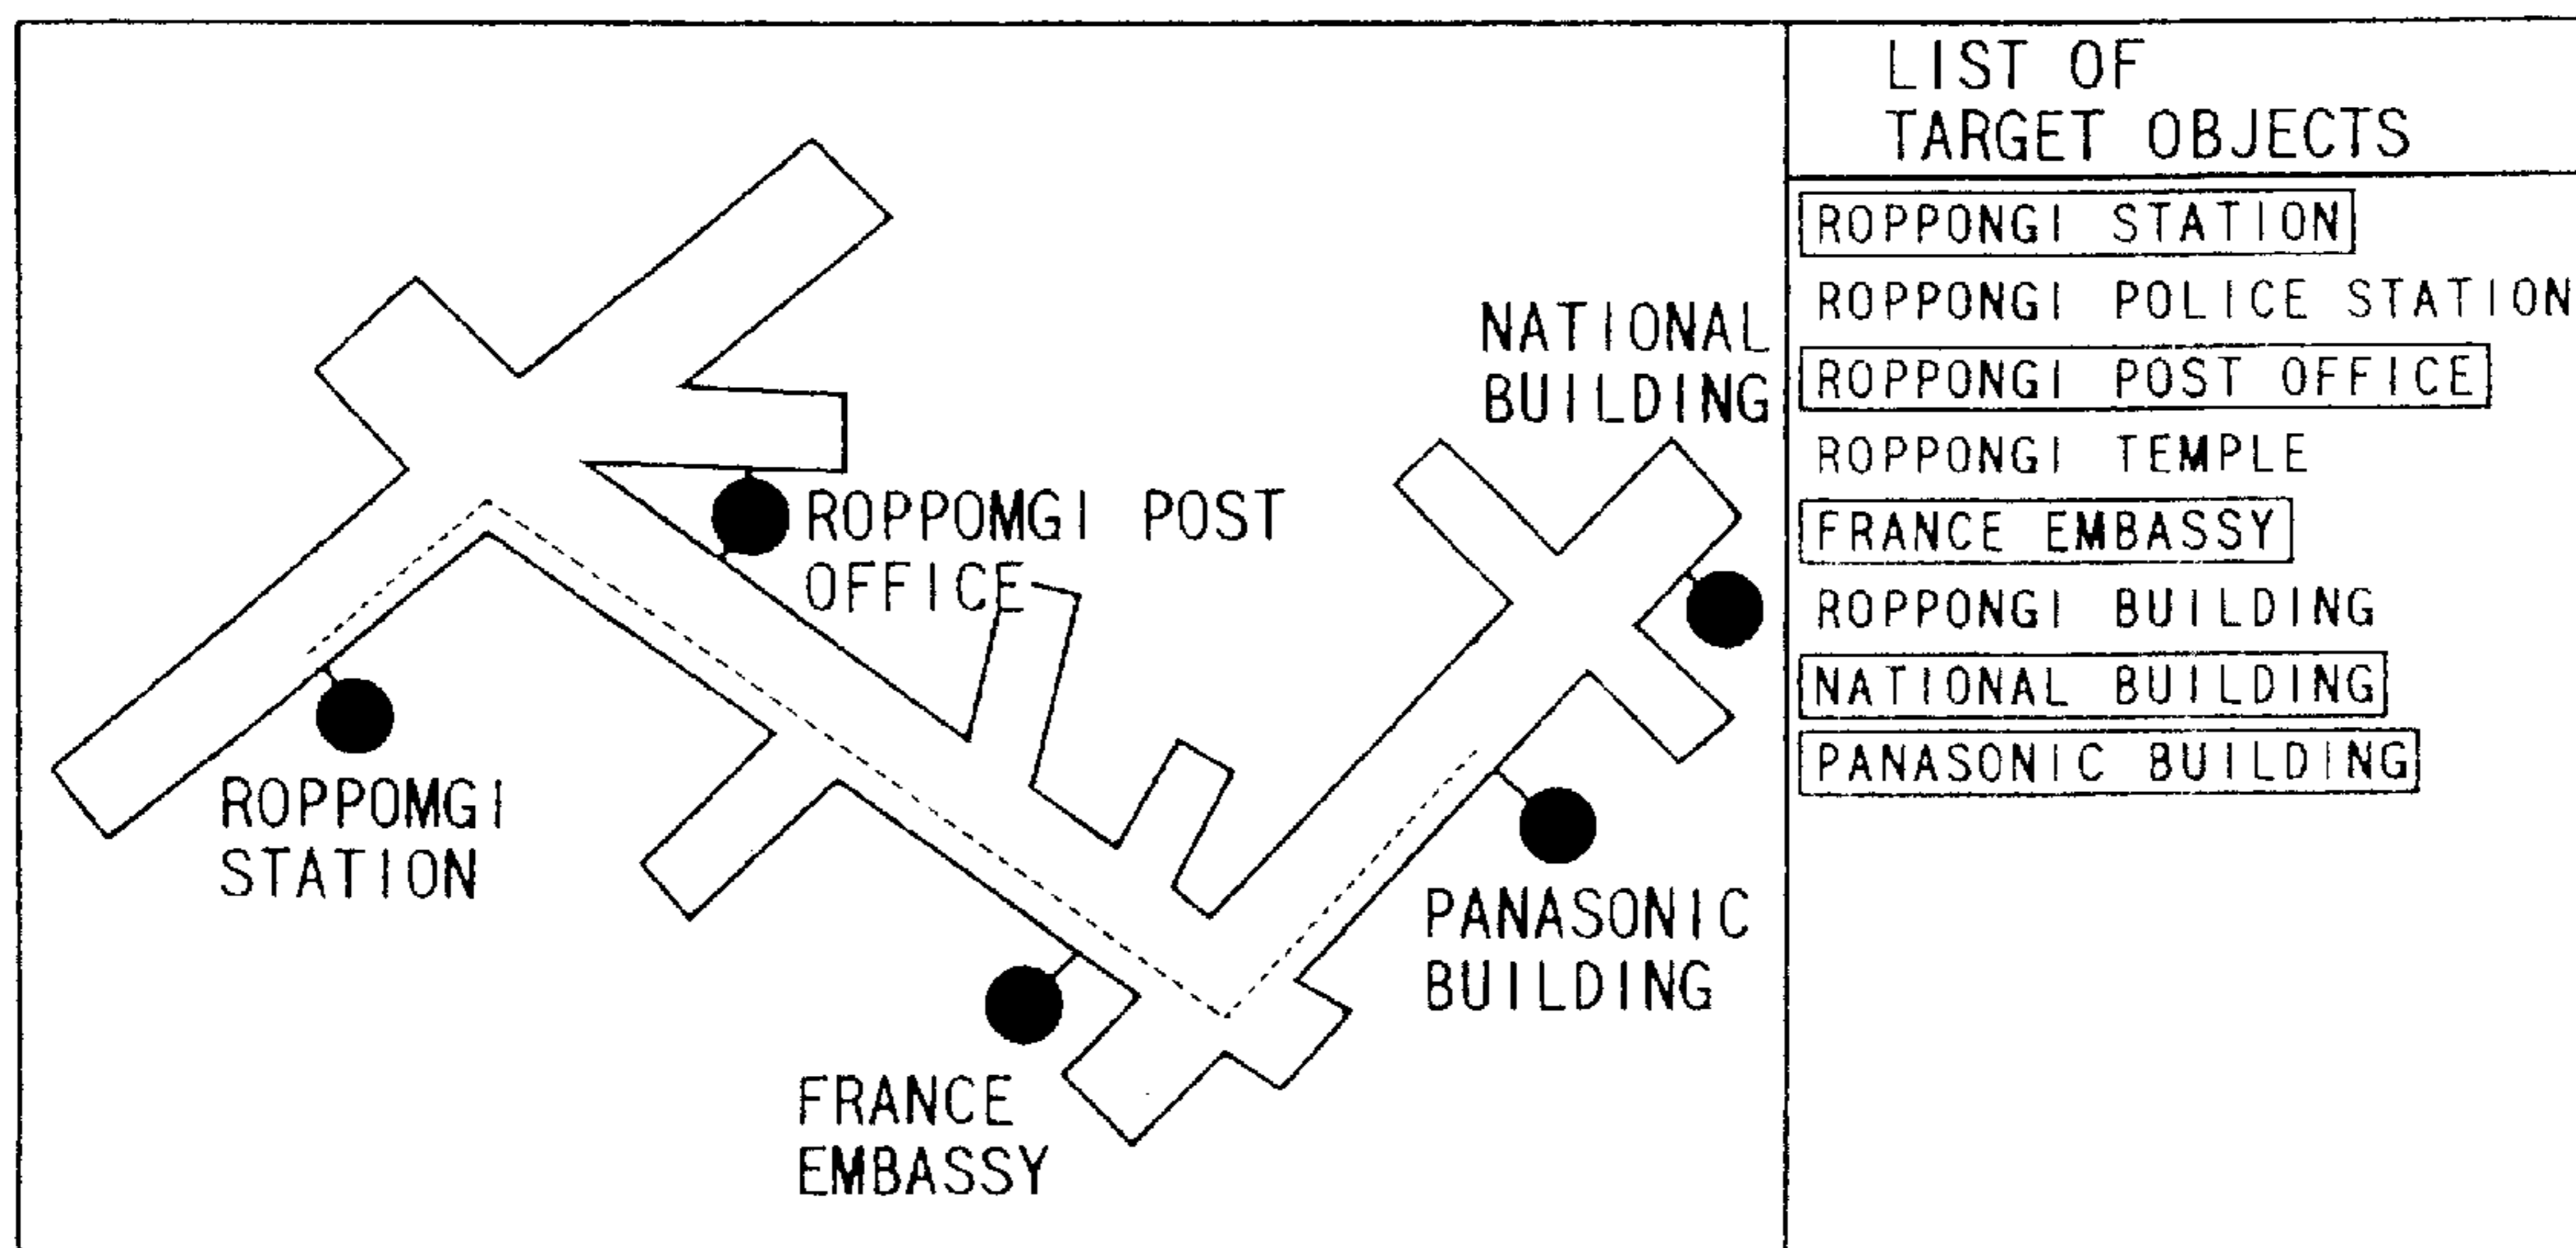 NATIONAL
BUILDING
ROPPOMGI POST
OFFICE
ROPPOMGI
STATION
PANASONIC
BUILDING
FRANCE
EMBASSY
LIST OF
TARGET OBJECTS
ROPPONGI STATION
ROPPONGI POLICE STATION
ROPPONGI POST OFFICE
ROPPONGI TEMPLE
FRANCE EMBASSY
ROPPONGI BUILDING
NATIONAL BUILDING
PANASONIC BUILDING